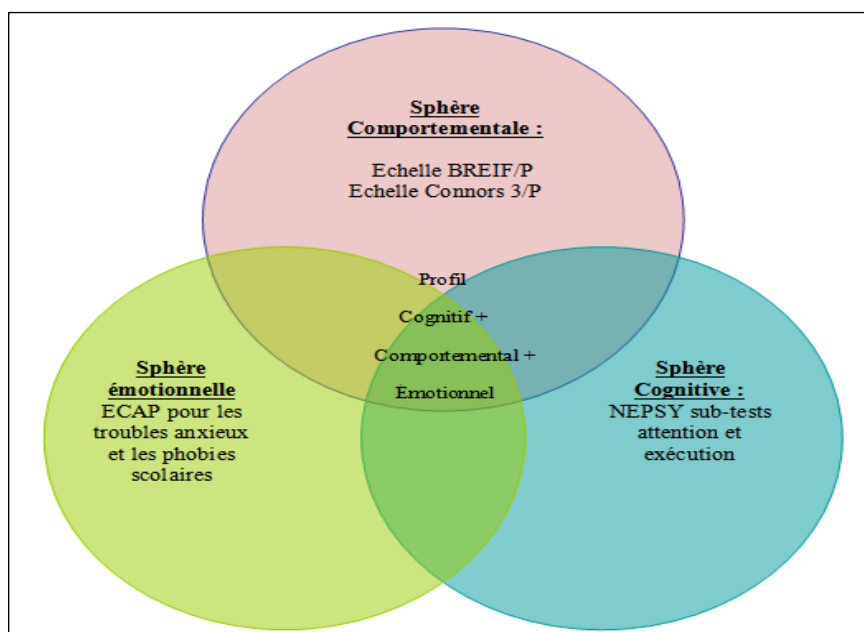 Sphère
Comportementale :
Echelle BREIF/P
Echelle Connors 3/P
Profil
Cognitif +
Comportemental +
Émotionnel
Sphère
émotionnelle
ECAP pour les
troubles anxieux
et les phobies
scolaires
Sphère
Cognitive :
NEPSY sub-tests
attention et
exécution